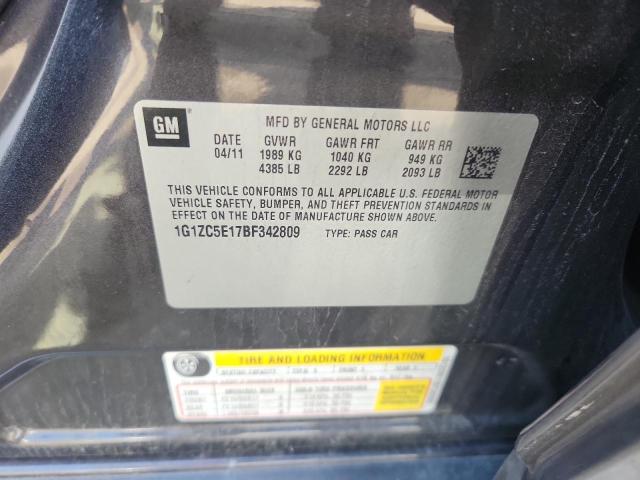 GM
MFD BY GENERAL MOTORS LLC
DATE GVWR GAWR FRT GAWR RR
04/11 1989 KG 1040 KG 949 KG
4385 LB 2292 LB 2093 LB
THIS VEHICLE CONFORMS TO ALL APPLICABLE U.S. FEDERAL MOTOR
VEHICLE SAFETY, BUMPER, AND THEFT PREVENTION STANDARDS IN
EFFECT ON THE DATE OF MANUFACTURE SHOWN ABOVE.
1G1ZC5E17BF342809 TYPE: PASS CAR
TIRE AND LOADING INFORMATION
SEATING CAPACITY